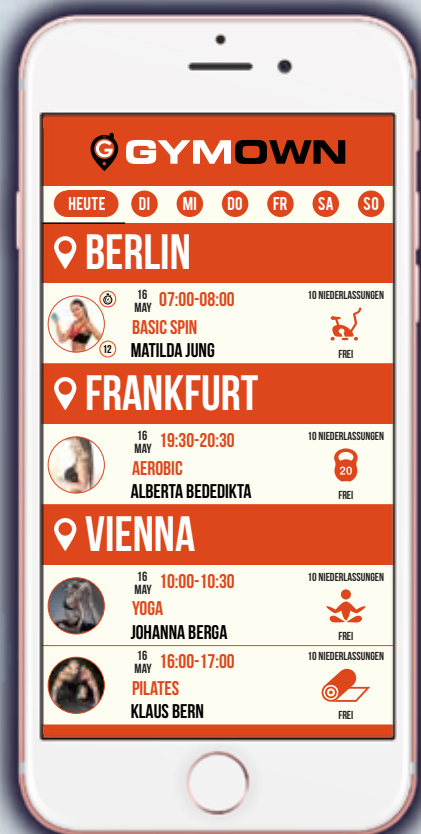 G GYMOWN
HEUTE DI MI DO FR SA SO
BERLIN
16 MAY 07:00-08:00
10 NIEDERLASSUNGEN
BASIC SPIN
12
MATILDA JUNG
FREI
FRANKFURT
16 MAY 19:30-20:30
10 NIEDERLASSUNGEN
AEROBIC
20
ALBERTA BEDEDIKTA
FREI
VIENNA
16 MAY 10:00-10:30
10 NIEDERLASSUNGEN
YOGA
JOHANNA BERGA
FREI
16 MAY 16:00-17:00
10 NIEDERLASSUNGEN
PILATES
KLAUS BERN
FREI